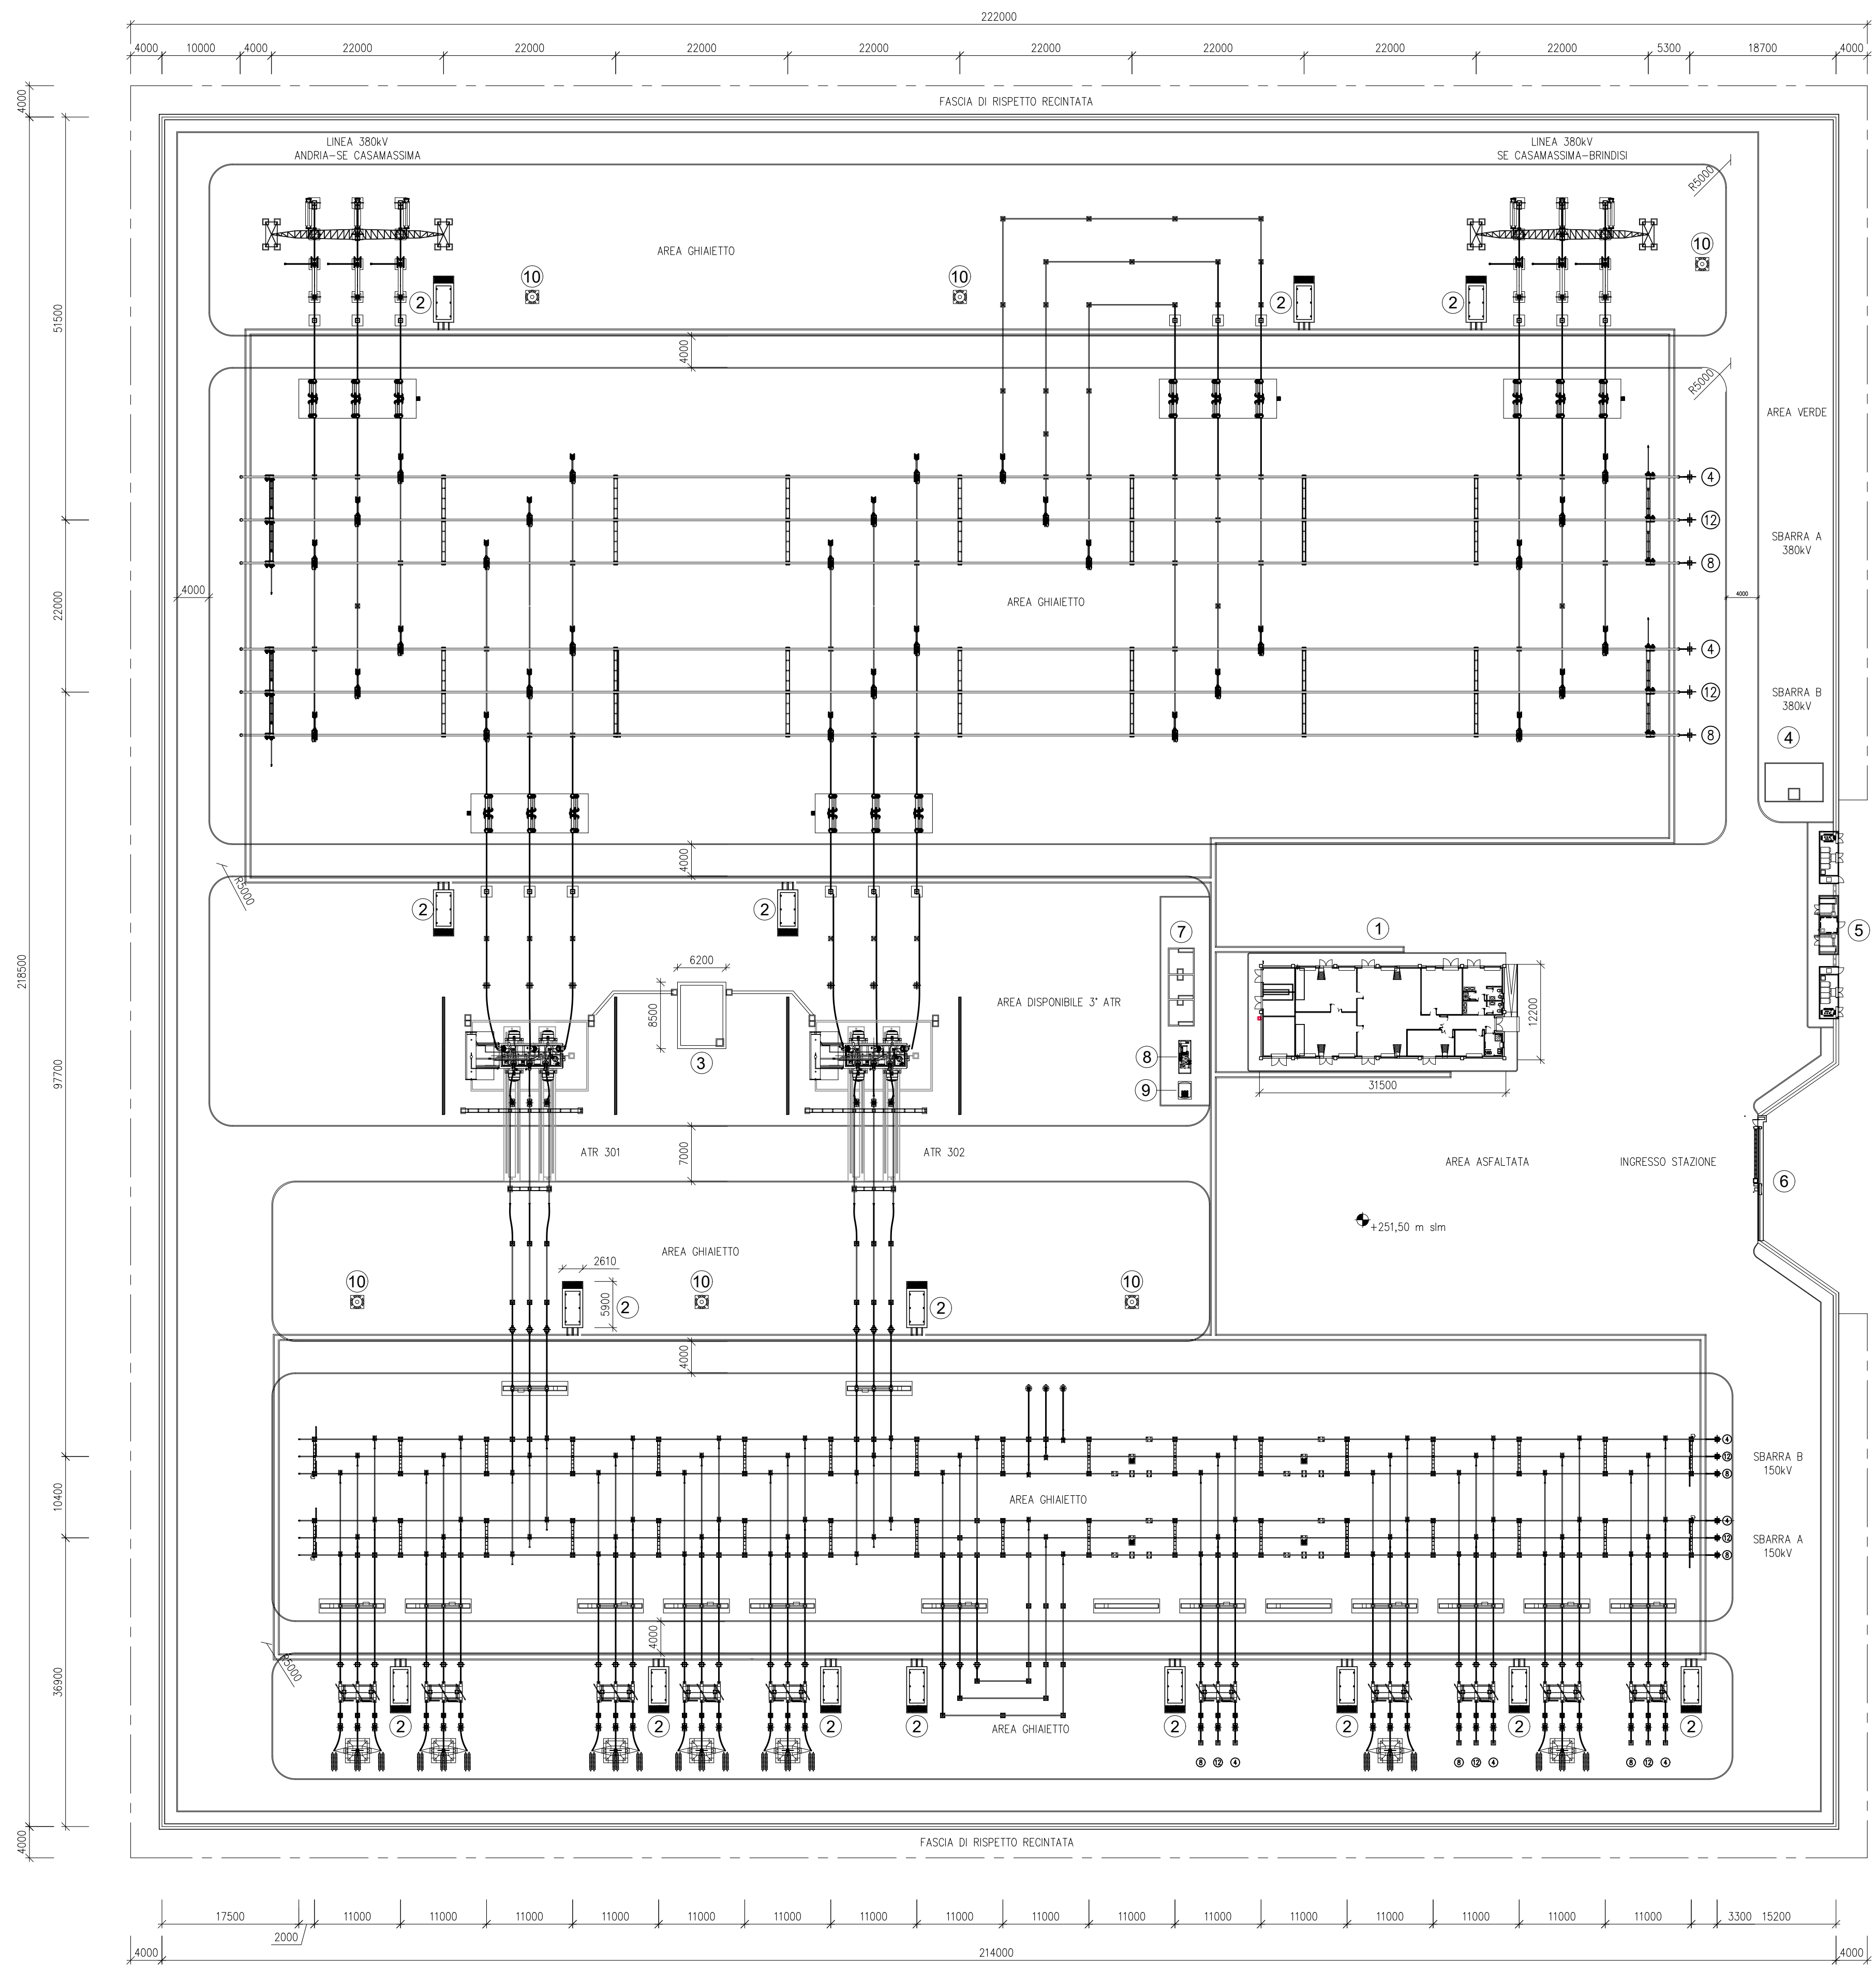 222000
4000 10000 4000 22000 22000 22000 22000 22000 22000 22000 22000 5300 18700 4000
4000
FASCIA DI RISPETTO RECINTATA
LINEA 380kV
ANDRIA-SE CASAMASSIMA
LINEA 380kV
SE CASAMASSIMA-BRINDISI
R5000
AREA GHIAIETTO
10
10
10
2
2
2
51500
4000
R5000
AREA VERDE
4
12
SBARRA A
380kV
8
4000
4000
AREA GHIAIETTO
22000
4
12
SBARRA B
380kV
8
4
4000
R5000
2
2
7
1
5
218500
6200
8500
AREA DISPONIBILE 3° ATR
12200
3
8
9
31500
97700
ATR 301
7000
ATR 302
AREA ASFALTATA
INGRESSO STAZIONE
6
+251,50 m slm
AREA GHIAIETTO
2610
10
10
10
5900
2
2
4000
4
12
8
SBARRA B
150kV
10400
AREA GHIAIETTO
4
12
8
SBARRA A
150kV
4000
R5000
36900
2
2
2
2
2
2
2
2
AREA GHIAIETTO
8 12 4
8 12 4
8 12 4
4000
FASCIA DI RISPETTO RECINTATA
17500 11000 11000 11000 11000 11000 11000 11000 11000 11000 11000 11000 11000 11000 11000 11000 11000 3300 15200
2000
4000 214000 4000